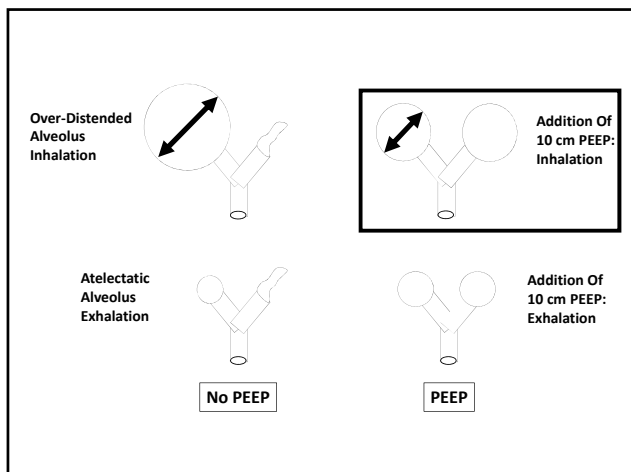 Over-Distended
Alveolus
Inhalation
Addition Of
10 cm PEEP:
Inhalation
Atelectatic
Alveolus
Exhalation
Addition Of
10 cm PEEP:
Exhalation
No PEEP
PEEP